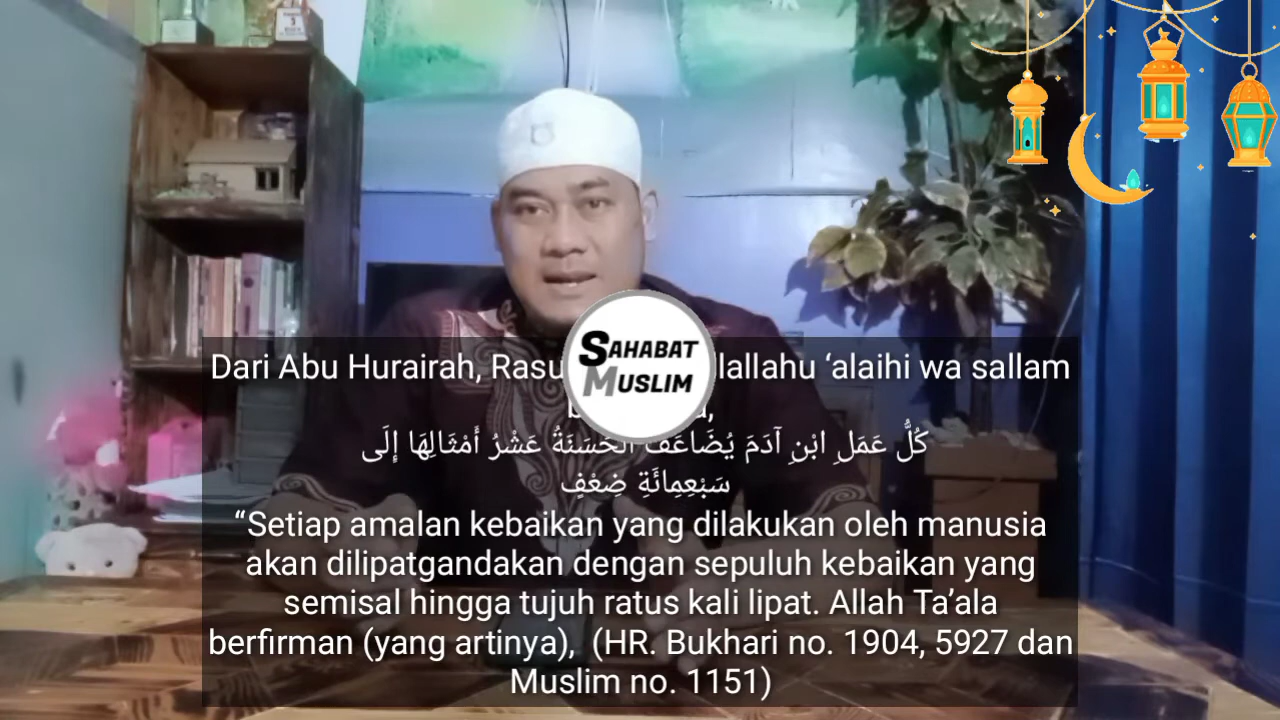 Dari Abu Hurairah, lallahu ‘alaihi wa sallam
كُلُّ عَمَلِ ابْنِ آدَمَ يُضَاعَفُ الْحَسَنَةُ عَشْرُ أَمْثَالِهَا إِلَى
سَبْعِمِائَةِ ضِعْفٍ
“Setiap amalan kebaikan yang dilakukan oleh manusia
akan dilipatgandakan dengan sepuluh kebaikan yang
semisal hingga tujuh ratus kali lipat. Allah Ta’ala
berfirman (yang artinya), (HR. Bukhari no. 1904, 5927 dan
Muslim no. 1151)
SAHABAT
MUSLIM